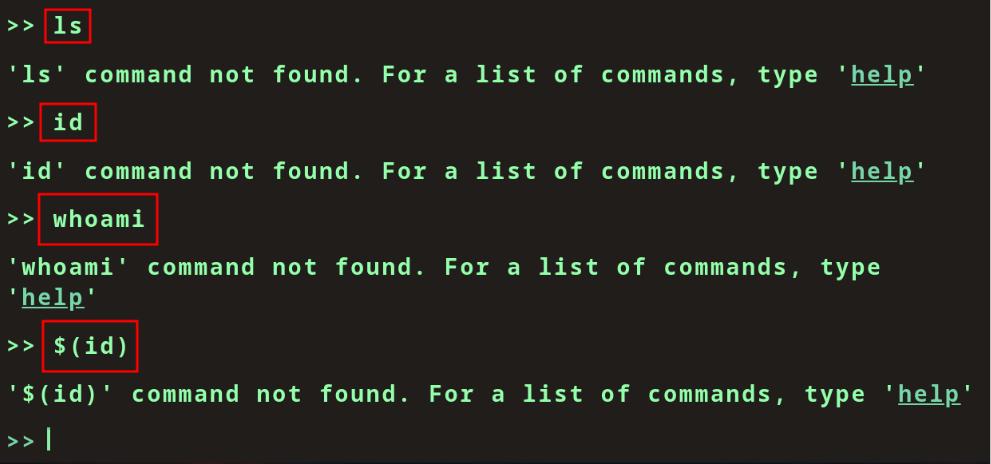 >> ls
'ls' command not found. For a list of commands, type 'help'
>> id
'id' command not found. For a list of commands, type 'help'
>> whoami
'whoami' command not found. For a list of commands, type
'help'
>> $(id)
'$(id)' command not found. For a list of commands, type 'help'
>>